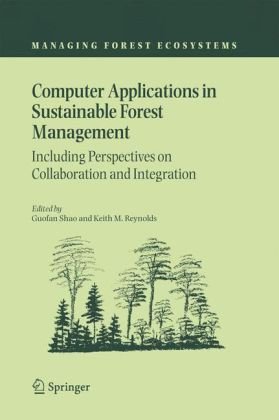 MANAGING FOREST ECOSYSTEMS
Computer Applications in
Sustainable Forest
Management
Including Perspectives on
Collaboration and Integration
Edited by
Guofan Shao and Keith M. Reynolds
Springer